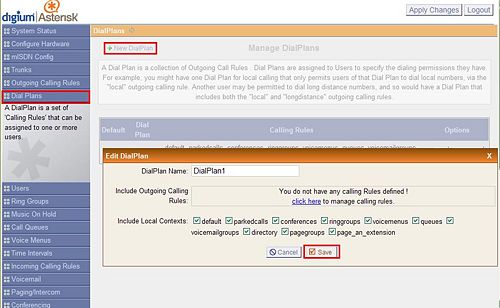 digium Asterisk
Apply Changes Logout
System Status
Configure Hardware
mISDN Config
Trunks
Outgoing Calling Rules
Dial Plans
A DialPlan is a set of
'Calling Rules' that can be
assigned to one or more
users.
Users
Ring Groups
Music On Hold
Call Queues
Voice Menus
Time Intervals
Incoming Calling Rules
Voicemail
Paging/Intercom
Conferencing
DialPlans
New DialPlan
Manage DialPlans
A Dial Plan is a collection of Outgoing Call Rules . Dial Plans are assigned to Users to specify the dialing permissions they have.
For example, you might have one Dial Plan for local calling that only permits users of that Dial Plan to dial local numbers, via the
"local" outgoing rule. Another user may be permitted to dial long distance numbers, and so would have a Dial Plan that
includes both the "local" and "longdistance" outgoing rules.
Default Dial Plan Calling Rules Options
default, parkedcalls, conferences, ringgroups, voicemenus, queues, voicemailgroups,
Edit DialPlan X
DialPlan Name: DialPlan1
Include Outgoing Calling Rules:
You do not have any calling Rules defined !
click here to manage calling rules.
Include Local Contexts: default parkedcalls conferences ringgroups voicemenus queues
voicemailgroups directory pagegroups page_an_extension
Cancel Save